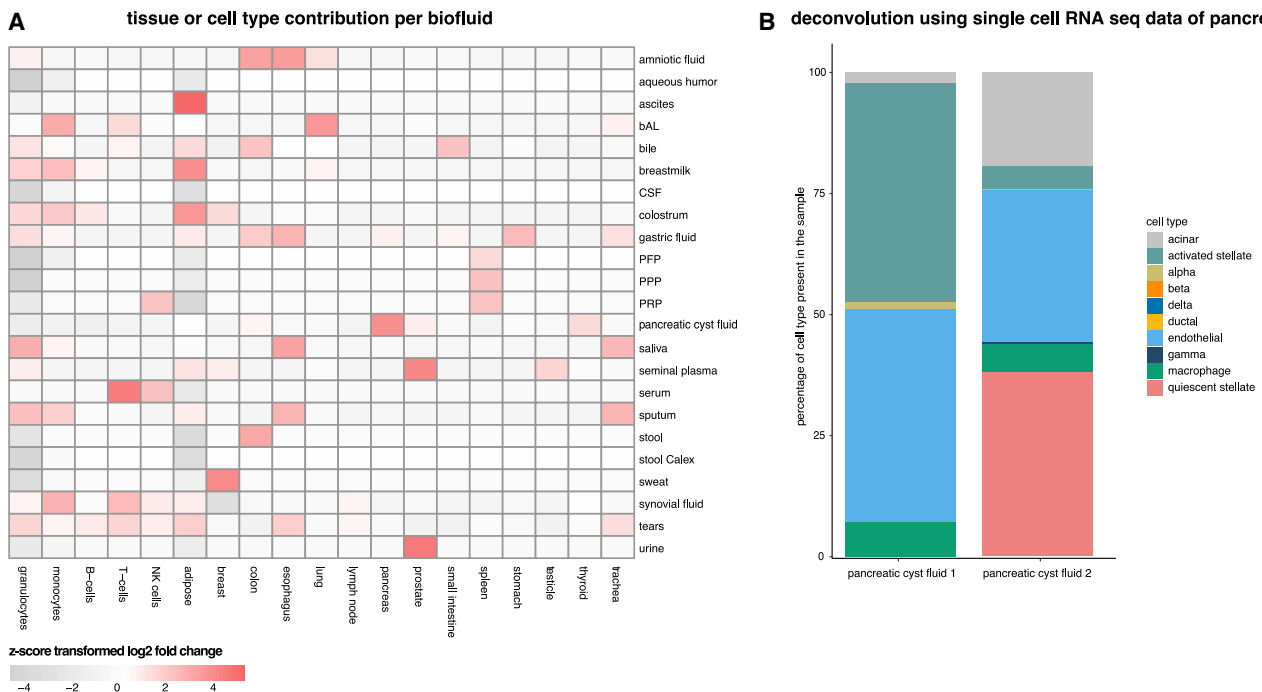 A
tissue or cell type contribution per biofluid
amniotic fluid
aqueous humor
ascites
bAL
bile
breastmilk
CSF
colostrum
gastric fluid
PFP
PPP
PRP
pancreatic cyst fluid
saliva
seminal plasma
serum
sputum
stool
stool Calex
sweat
synovial fluid
tears
urine
granulocytes
monocytes
B−cells
T−cells
NK cells
adipose
breast
colon
esophagus
lung
lymph node
pancreas
prostate
small intestine
spleen
stomach
testicle
thyroid
trachea
z-score transformed log2 fold change
−4 −2 0 2 4
B
deconvolution using single cell RNA seq data of pancre
percentage of cell type present in the sample
100
75
50
25
0
pancreatic cyst fluid 1
pancreatic cyst fluid 2
cell type
acinar
activated stellate
alpha
beta
delta
ductal
endothelial
gamma
macrophage
quiescent stellate